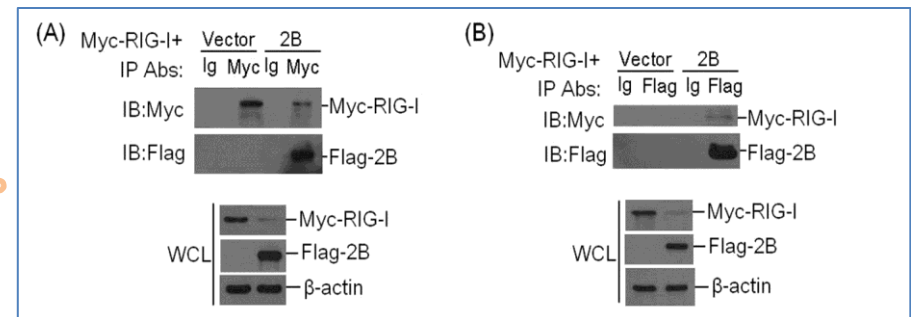 (A)
Myc-RIG-I+ Vector 2B
IP Abs: Ig Myc Ig Myc
IB:Myc Myc-RIG-I
IB:Flag Flag-2B
WCL
Myc-RIG-I
Flag-2B
β-actin
(B)
Myc-RIG-I+ Vector 2B
IP Abs: Ig Flag Ig Flag
IB:Myc Myc-RIG-I
IB:Flag Flag-2B
WCL
Myc-RIG-I
Flag-2B
β-actin